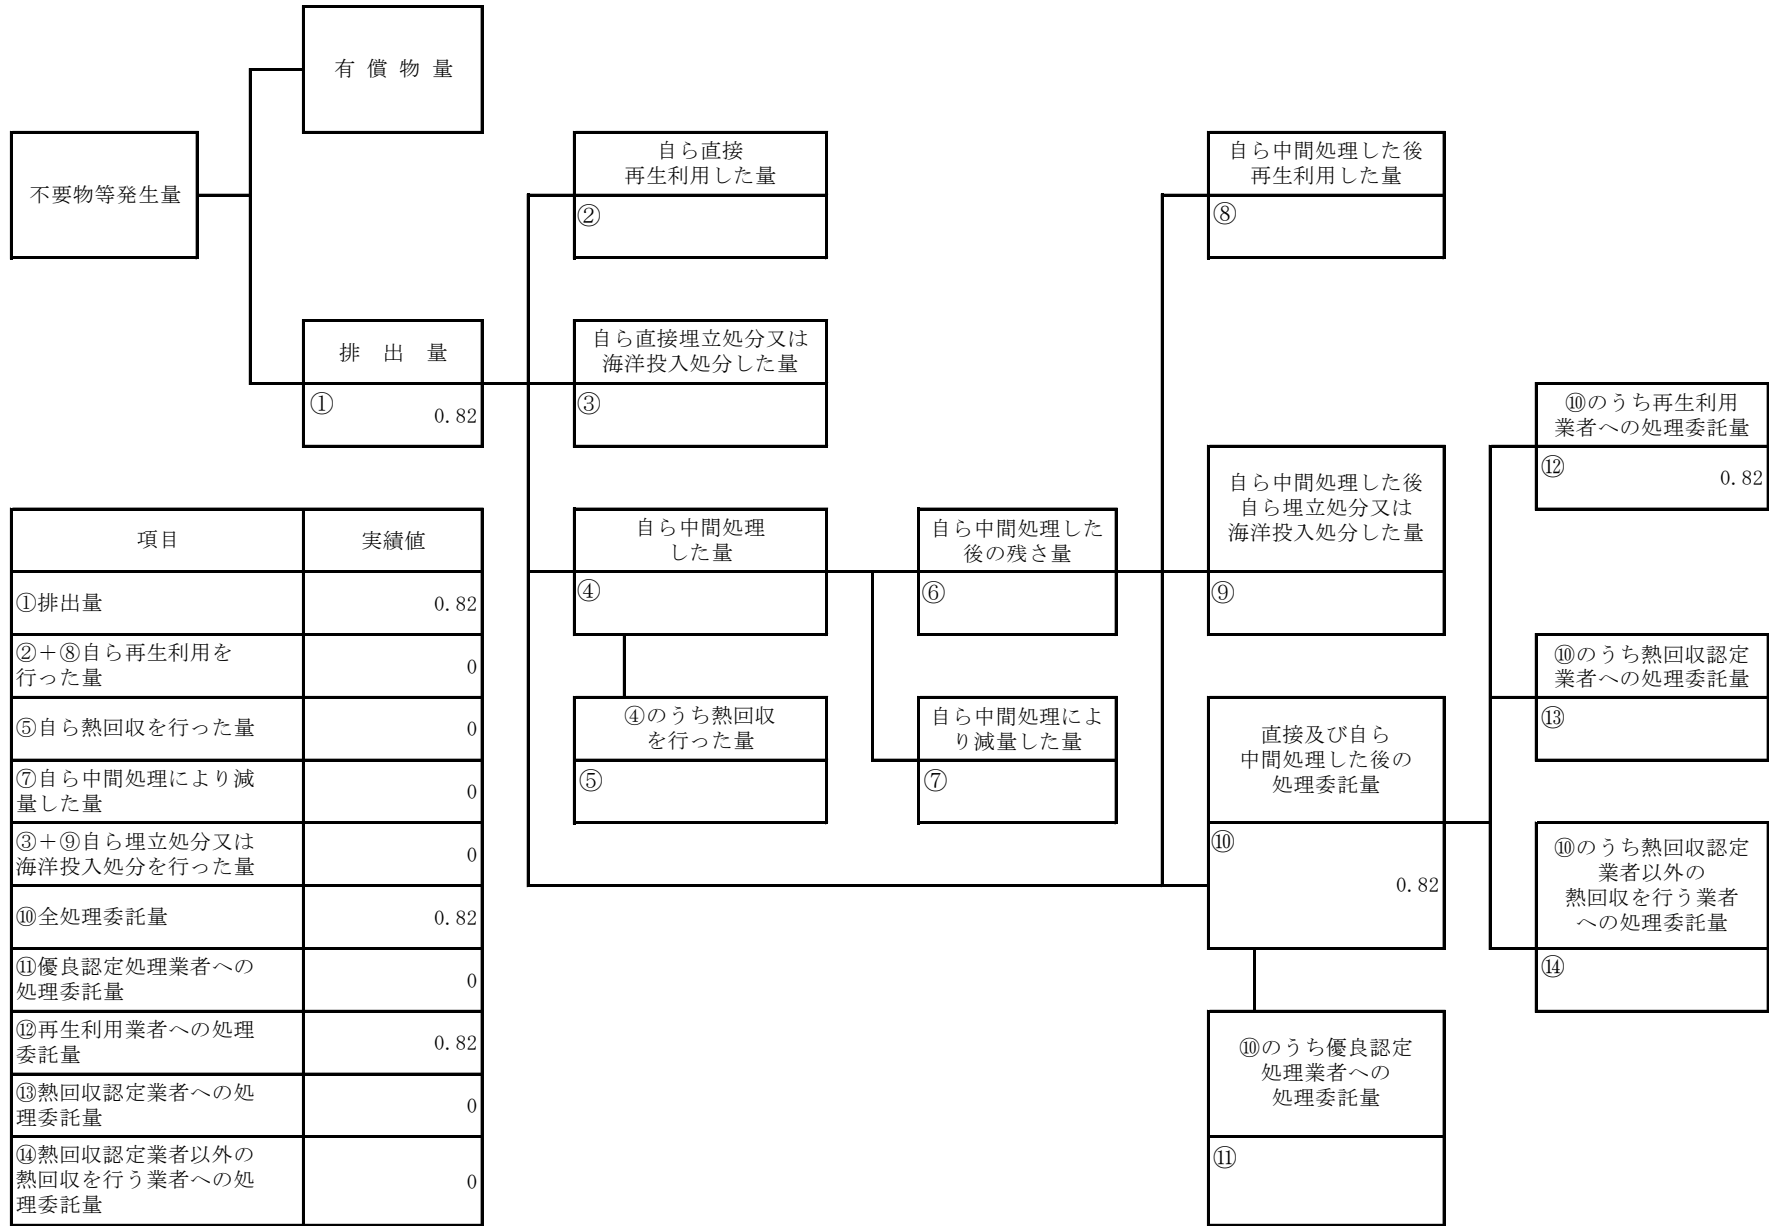 有 償 物 量
不要物等発生量
自ら直接
再生利用した量
②
自ら中間処理した後
再生利用した量
⑧
排 出 量
① 0.82
自ら直接埋立処分又は
海洋投入処分した量
③
⑩のうち再生利用
業者への処理委託量
⑫ 0.82
自ら中間処理した後
自ら埋立処分又は
海洋投入処分した量
⑨
自ら中間処理
した量
④
自ら中間処理した
後の残さ量
⑥
④のうち熱回収
を行った量
⑤
自ら中間処理によ
り減量した量
⑦
直接及び自ら
中間処理した後の
処理委託量
⑩
0.82
⑩のうち熱回収認定
業者への処理委託量
⑬
⑩のうち熱回収認定
業者以外の
熱回収を行う業者
への処理委託量
⑭
⑩のうち優良認定
処理業者への
処理委託量
⑪
項目 実績値
①排出量 0.82
②＋⑧自ら再生利用を
行った量 0
⑤自ら熱回収を行った量 0
⑦自ら中間処理により減
量した量 0
③＋⑨自ら埋立処分又は
海洋投入処分を行った量 0
⑩全処理委託量 0.82
⑪優良認定処理業者への
処理委託量 0
⑫再生利用業者への処理
委託量 0.82
⑬熱回収認定業者への処
理委託量 0
⑭熱回収認定業者以外の
熱回収を行う業者への処
理委託量 0